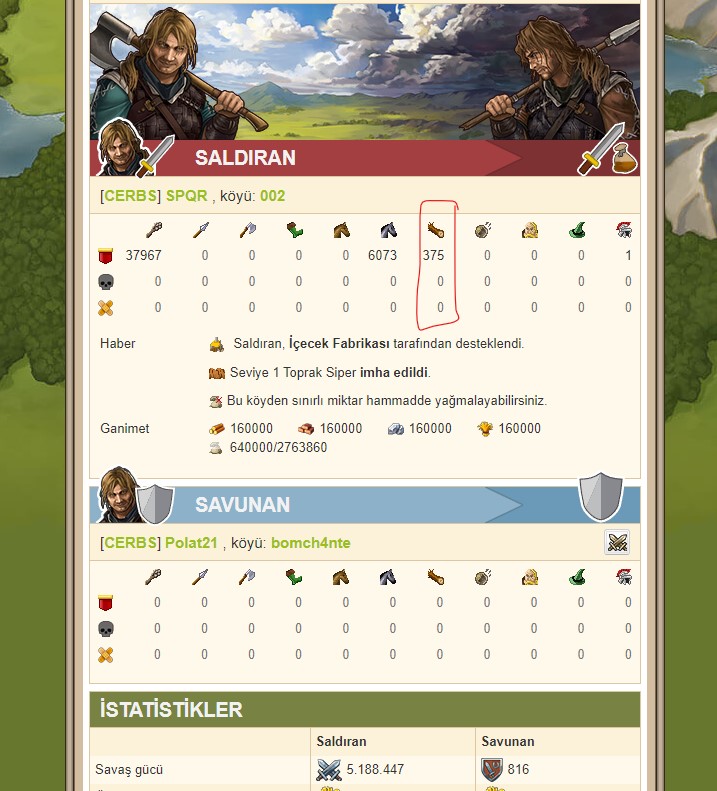 SALDIRAN
[CERBS] SPQR , köyü: 002
37967 0 0 0 0 6073 375 0 0 0 1
0 0 0 0 0 0 0 0 0 0 0
0 0 0 0 0 0 0 0 0 0 0
Haber Saldıran, İçecek Fabrikası tarafından desteklendi.
Seviye 1 Toprak Siper imha edildi.
Bu köyden sınırlı miktar hammadde yağmalayabilirsiniz.
Ganimet 160000 160000 160000 160000
640000/2763860
SAVUNAN
[CERBS] Polat21 , köyü: bomch4nte
0 0 0 0 0 0 0 0 0 0 0
0 0 0 0 0 0 0 0 0 0 0
0 0 0 0 0 0 0 0 0 0 0
İSTATİSTİKLER
Saldıran Savunan
Savaş gücü 5.188.447 816